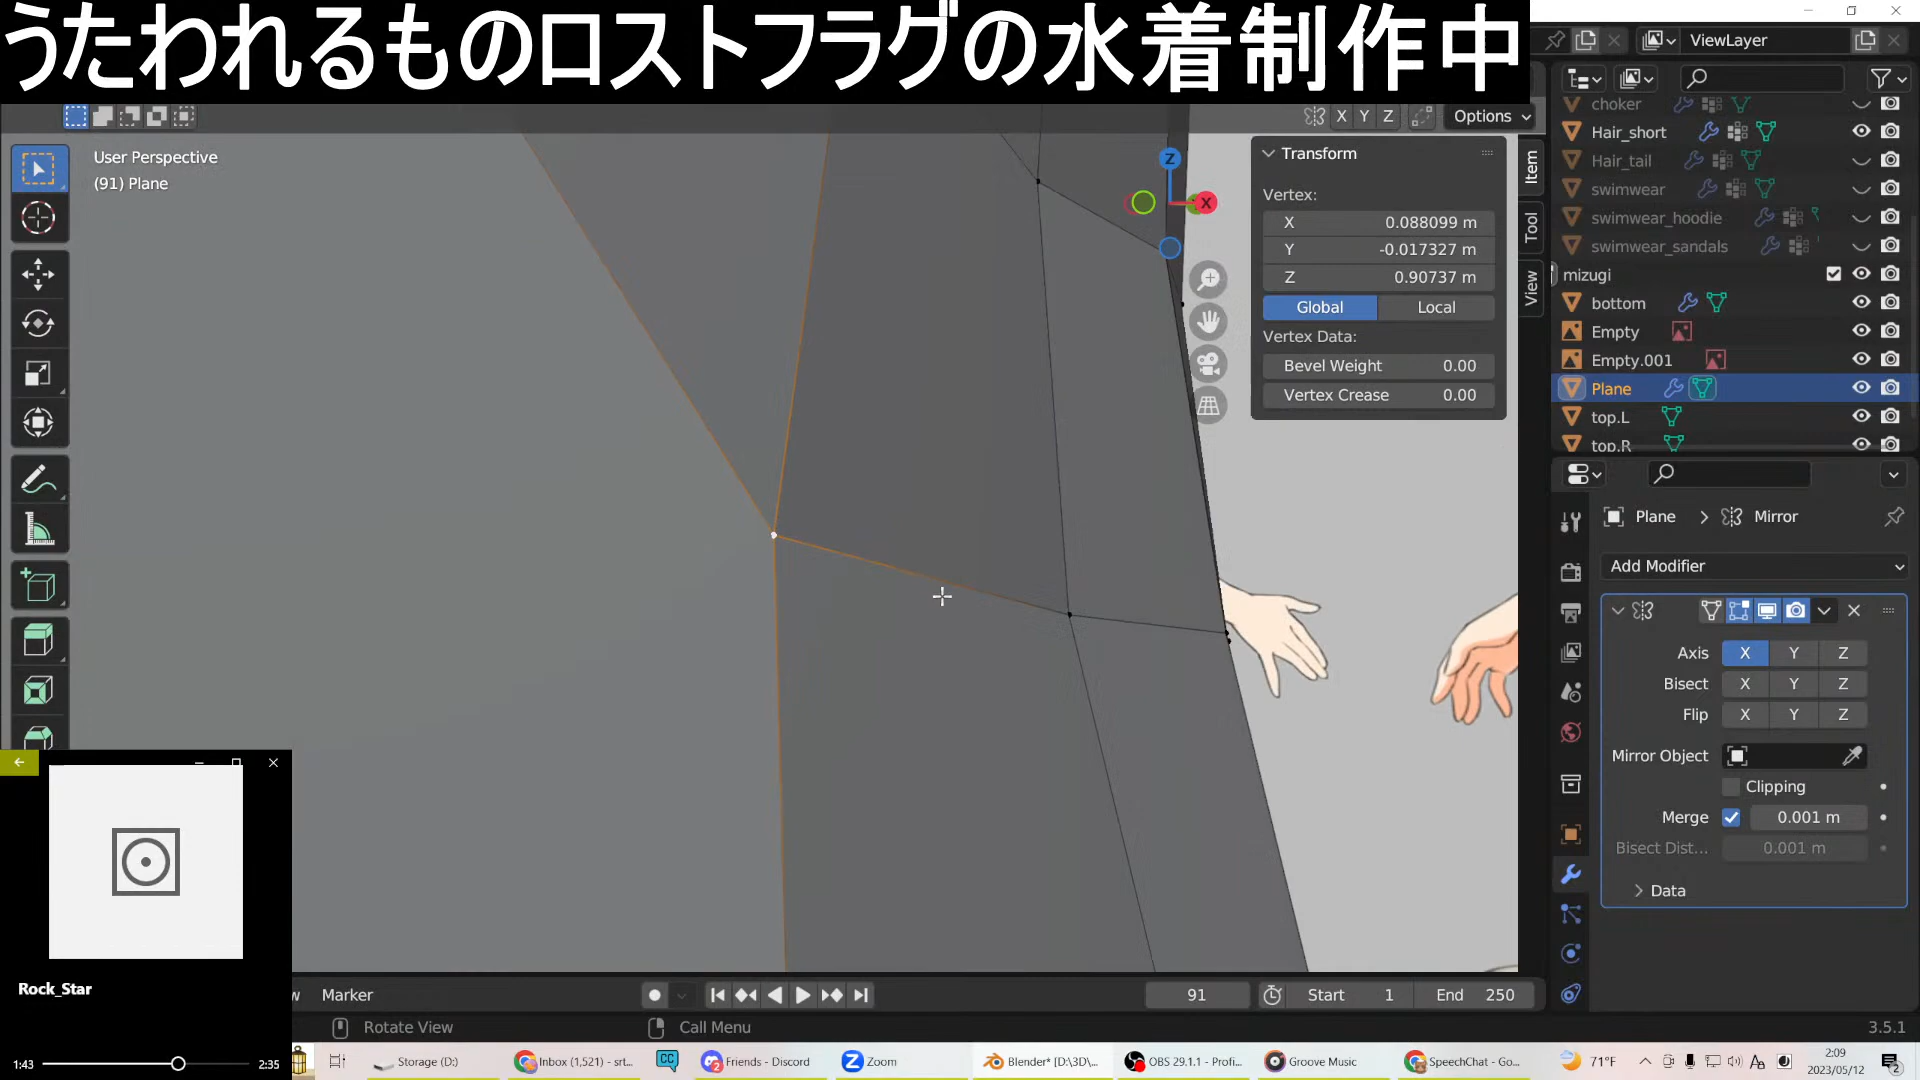 うたわれるものロストフラグの水着制作中
ViewLayer
X Y Z Options
User Perspective
(91) Plane
Transform
Vertex:
X 0.088099 m
Y -0.017327 m
Z 0.90737 m
Global Local
Vertex Data:
Bevel Weight 0.00
Vertex Crease 0.00
Item
Tool
View
Z
X
choker
Hair_short
Hair_tail
swimwear
swimwear_hoodie
swimwear_sandals
mizugi
bottom
Empty
Empty.001
Plane
top.L
top.R
Plane > Mirror
Add Modifier
Axis X Y Z
Bisect X Y Z
Flip X Y Z
Mirror Object
Clipping
Merge 0.001 m
Bisect Dist... 0.001 m
Data
Rock_Star
1:43 2:35
Marker
91 Start 1 End 250
Rotate View Call Menu
3.5.1
Storage (D:)
Inbox (1,521) - srt...
CC
Friends - Discord
Zoom
Blender* [D:\3D\...
OBS 29.1.1 - Profi...
Groove Music
SpeechChat - Go...
71°F
2:09
2023/05/12
2